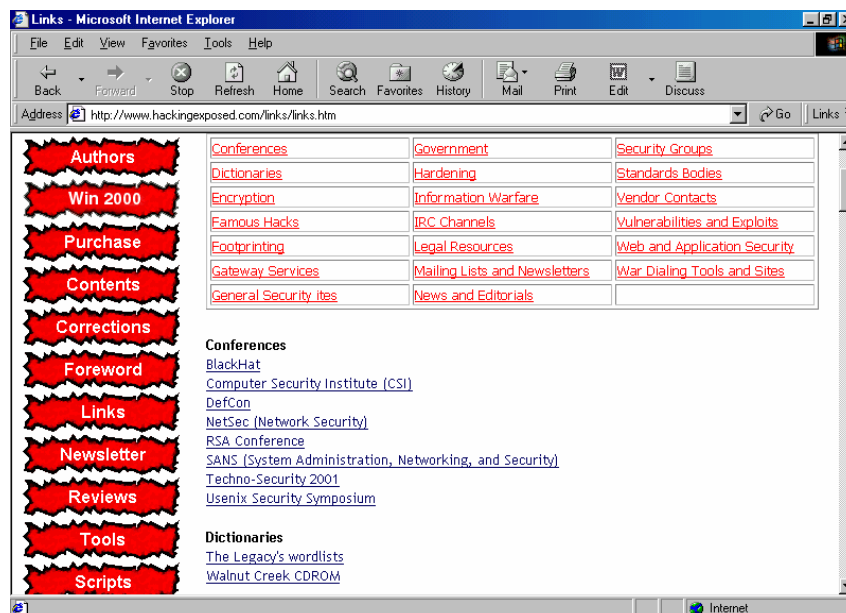 Links - Microsoft Internet Explorer
File Edit View Favorites Tools Help
Back Forward Stop Refresh Home Search Favorites History Mail Print Edit Discuss
Address http://www.hackingexposed.com/links/links.htm Go Links
Authors
Win 2000
Purchase
Contents
Corrections
Foreword
Links
Newsletter
Reviews
Tools
Scripts
Conferences Government Security Groups
Dictionaries Hardening Standards Bodies
Encryption Information Warfare Vendor Contacts
Famous Hacks IRC Channels Vulnerabilities and Exploits
Footprinting Legal Resources Web and Application Security
Gateway Services Mailing Lists and Newsletters War Dialing Tools and Sites
General Security ites News and Editorials
Conferences
BlackHat
Computer Security Institute (CSI)
DefCon
NetSec (Network Security)
RSA Conference
SANS (System Administration, Networking, and Security)
Techno-Security 2001
Usenix Security Symposium
Dictionaries
The Legacy's wordlists
Walnut Creek CDROM
Internet